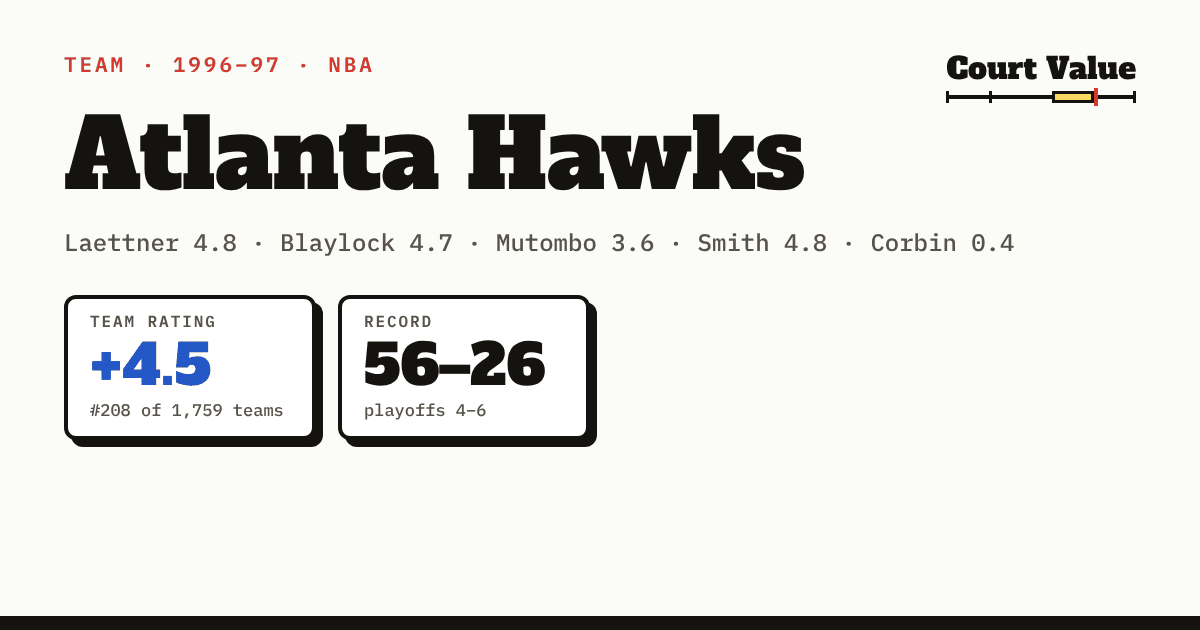 TEAM · 1996–97 · NBA
Court Value
Atlanta Hawks
Laettner 4.8 · Blaylock 4.7 · Mutombo 3.6 · Smith 4.8 · Corbin 0.4
TEAM RATING
+4.5
#208 of 1,759 teams
RECORD
56–26
playoffs 4–6